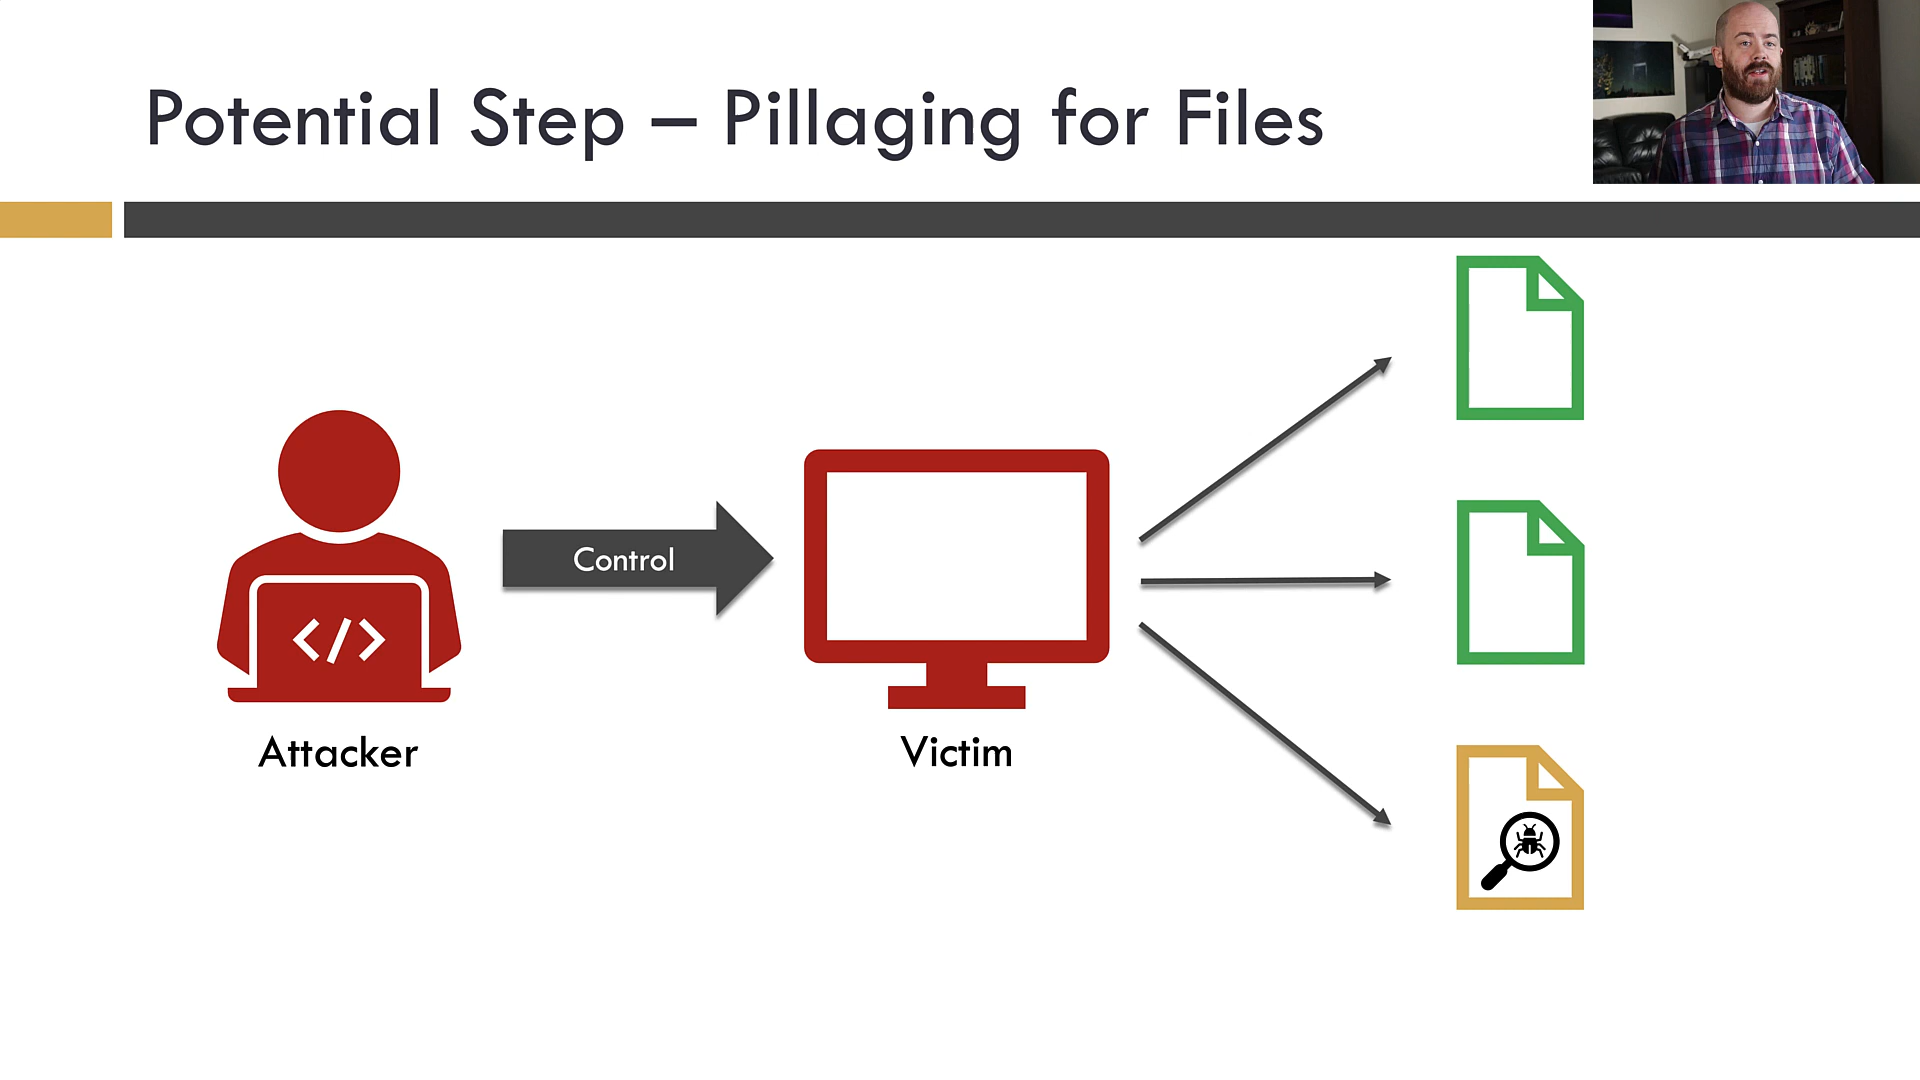 Potential Step – Pillaging for Files
Control
</>
Attacker
Victim